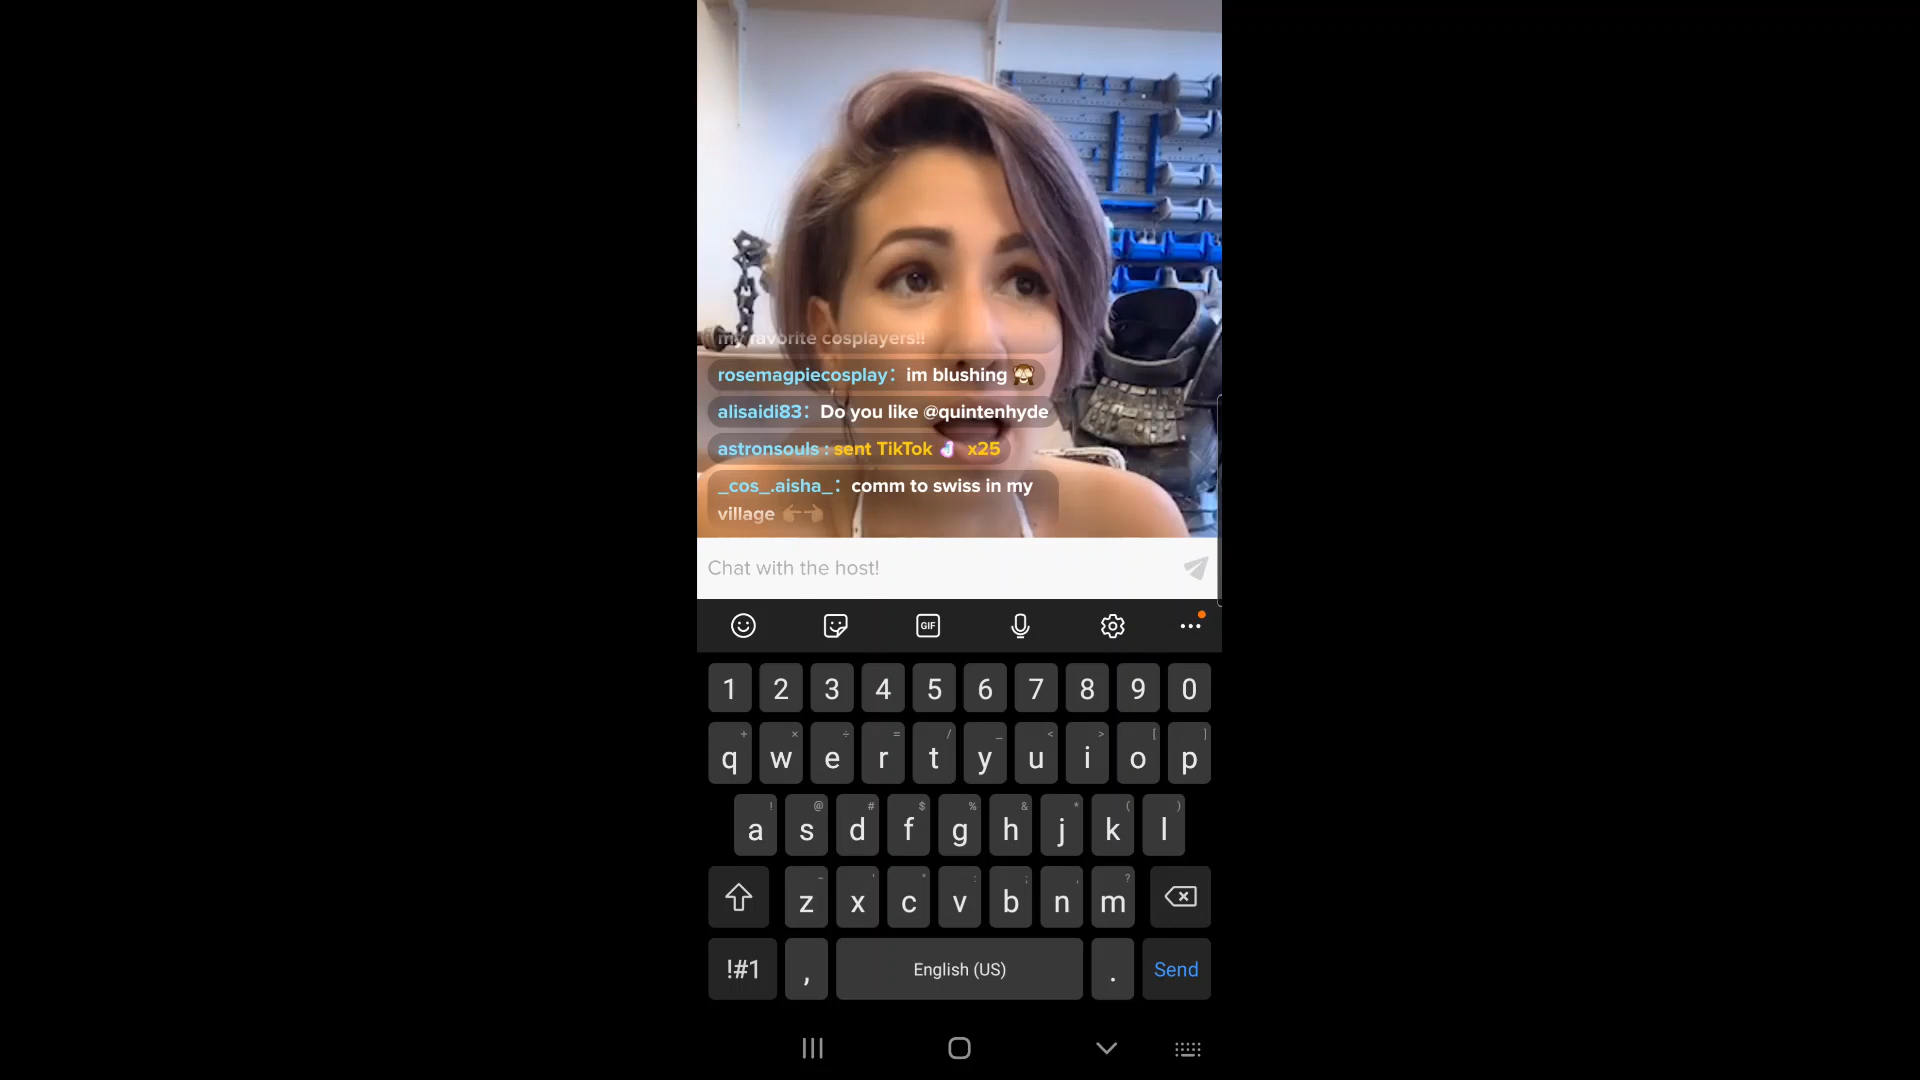 my favorite cosplayers!!
rosemagpiecosplay: im blushing 🙈
alisaidi83: Do you like @quintenhyde
astronsouls : sent TikTok x25
_cos_.aisha_: comm to swiss in my
village 👉🏽👈🏽
Chat with the host!
GIF
1 2 3 4 5 6 7 8 9 0
+ × ÷ = / _ < > [ ]
q w e r t y u i o p
! @ # $ % & * ( )
a s d f g h j k l
- ' " : ; , ?
z x c v b n m
!#1 , English (US) . Send